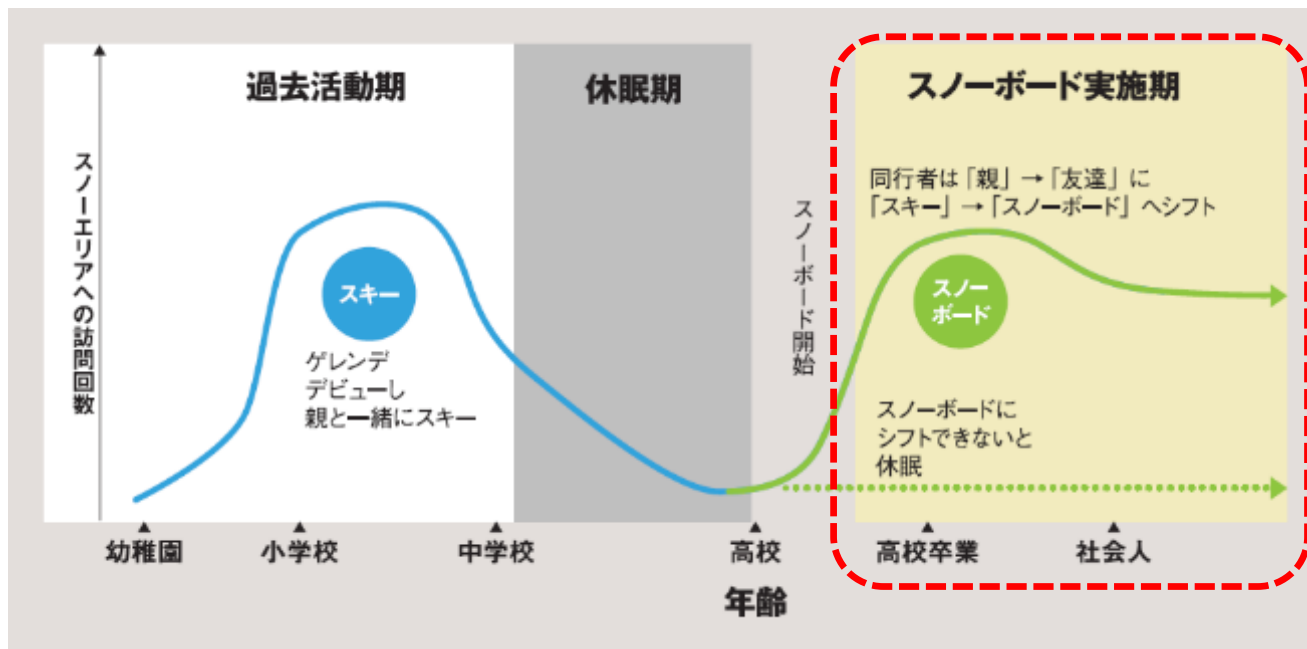 過去活動期
休眠期
スノーボード実施期
スノーエリアへの訪問回数
同行者は「親」→「友達」に
「スキー」→「スノーボード」へシフト
スキー
ゲレンデ
デビューし
親と一緒にスキー
スノーボード開始
スノー
ボード
スノーボードに
シフトできないと
休眠
幼稚園
小学校
中学校
高校
高校卒業
社会人
年齢